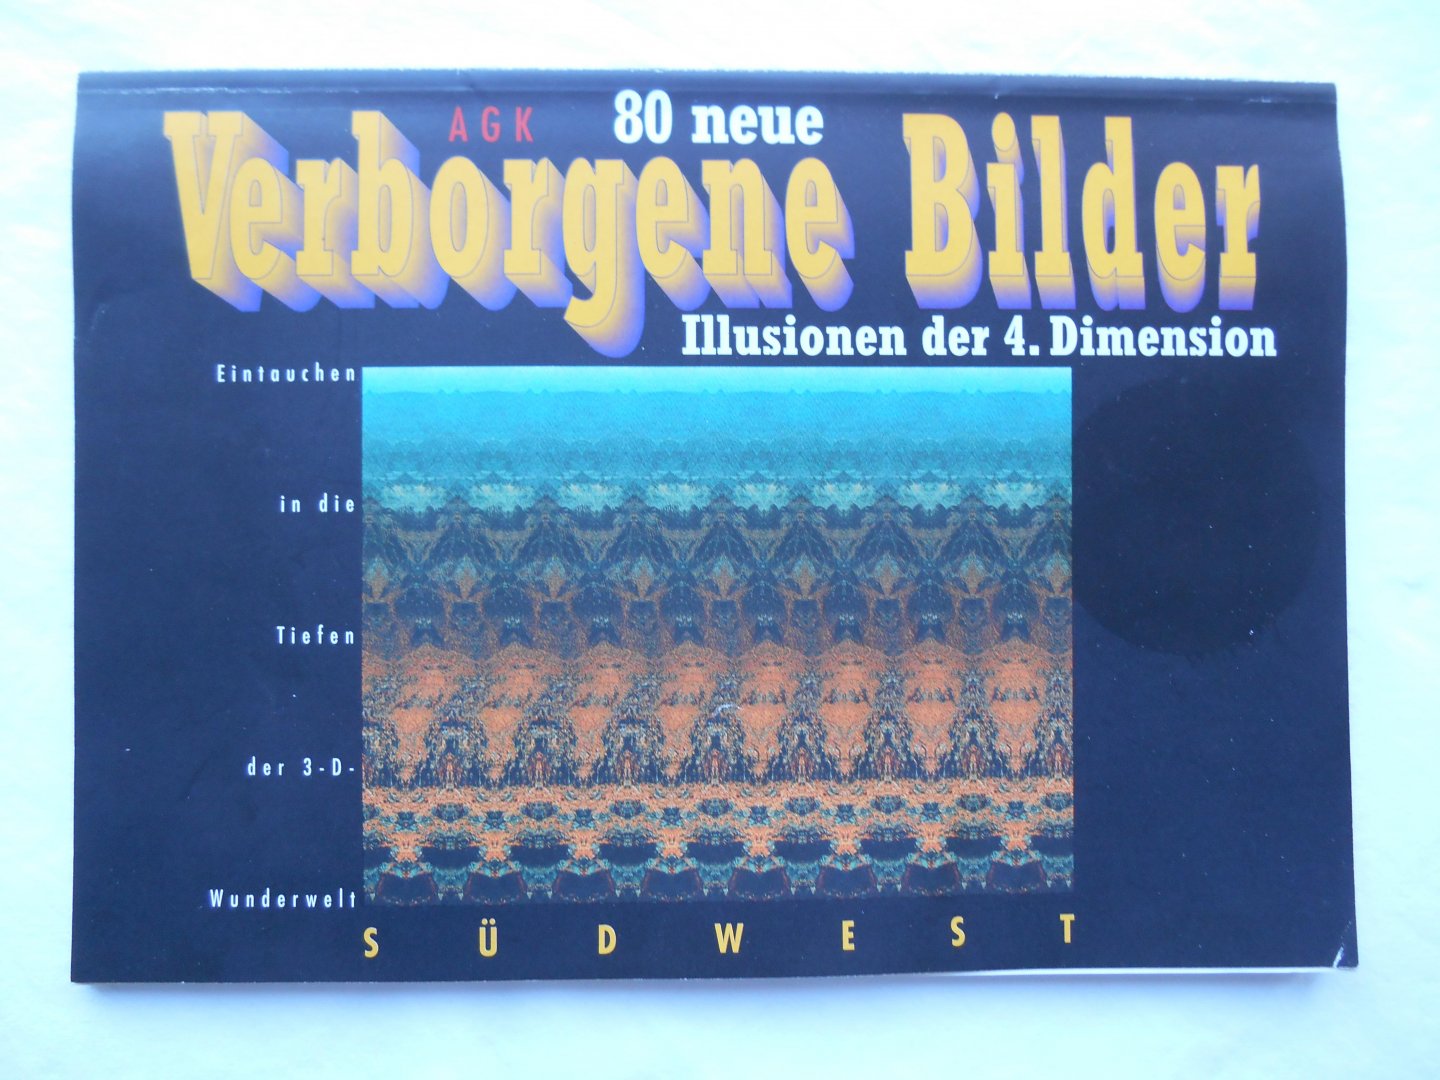 AGK
80 neue
Verborgene Bilder
Illusionen der 4. Dimension
Eintauchen
in die
Tiefen
der 3-D-
Wunderwelt
SÜDWEST